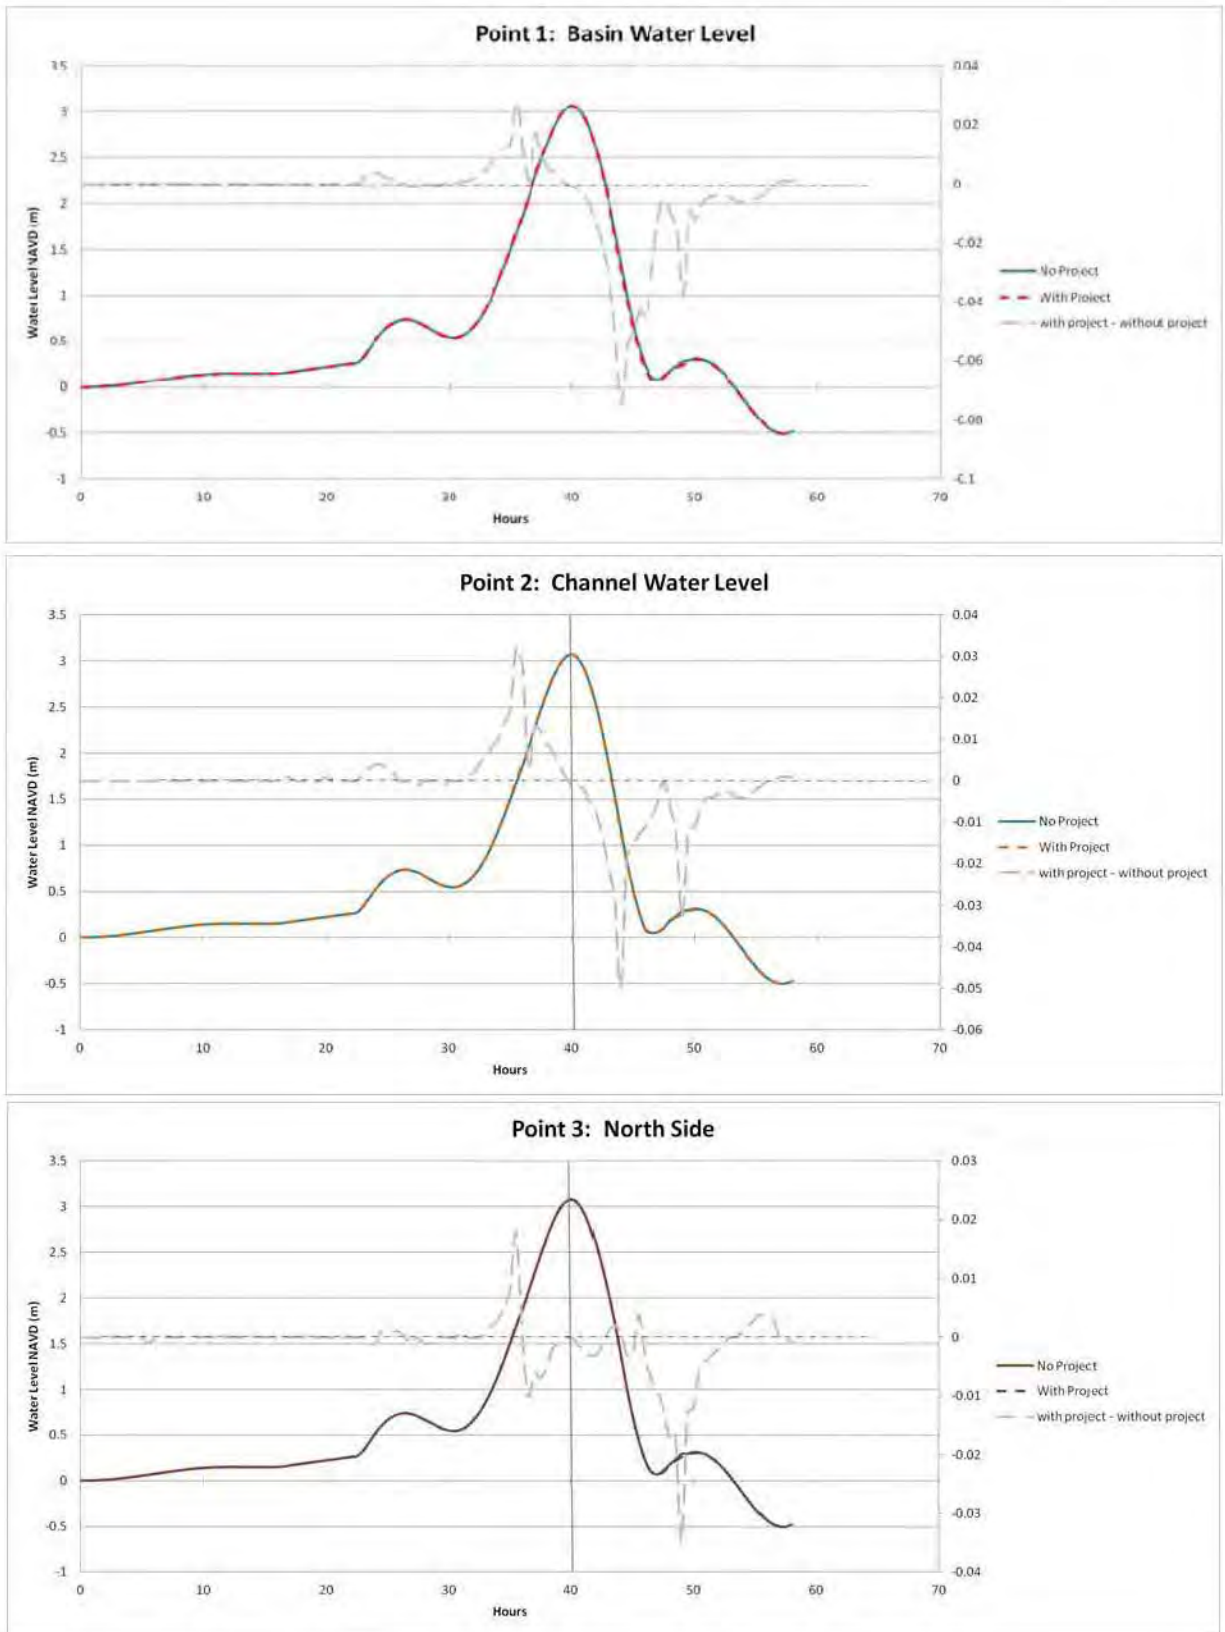 Point 1: Basin Water Level
3.5
3
2.5
2
1.5
1
0.5
0
-0.5
-1
Water Level NAVD (m)
0.04
0.02
0
-0.02
-0.04
-0.06
-0.08
-0.1
No Project
With Project
with project - without project
0 10 20 30 40 50 60 70
Hours
Point 2: Channel Water Level
3.5
3
2.5
2
1.5
1
0.5
0
-0.5
-1
Water Level NAVD (m)
0.04
0.03
0.02
0.01
0
-0.01
-0.02
-0.03
-0.04
-0.05
-0.06
No Project
With Project
with project - without project
0 10 20 30 40 50 60 70
Hours
Point 3: North Side
3.5
3
2.5
2
1.5
1
0.5
0
-0.5
-1
Water Level NAVD (m)
0.03
0.02
0.01
0
-0.01
-0.02
-0.03
-0.04
No Project
With Project
with project - without project
0 10 20 30 40 50 60 70
Hours